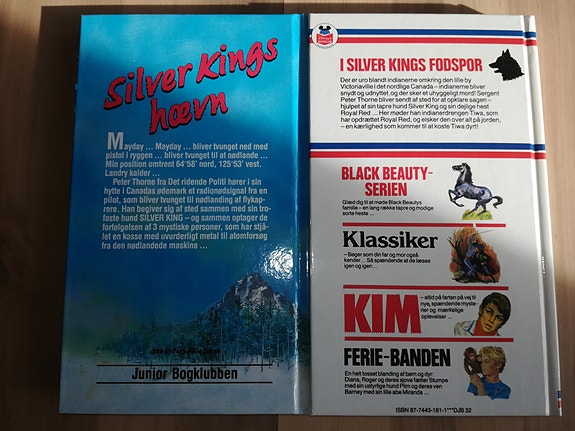 Silver Kings
hævn
Mayday ... Mayday ... bliver tvunget ned med
pistol i ryggen ... bliver tvunget til at nødlande ...
Min position omtrent 64°58' nord, 125°53' vest.
Landry kalder ...
Peter Thorne fra Det ridende Politi hører i sin
hytte i Canadas ødemark et radionødsignal fra en
pilot, som bliver tvunget til nødlanding af flykap-
rere. Han begiver sig af sted sammen med sin tro-
faste hund SILVER KING – og sammen optager de
forfølgelsen af 3 mystiske personer, som har stjå-
let en kasse med uvurderligt metal til atomforsøg
fra den nødlandede maskine ...
Junior Bogklubben
I SILVER KINGS FODSPOR
Der er uro blandt indianerne omkring den lille by
Victoriaville i det nordlige Canada – indianerne bliver
snydt og udnyttet, og der sker et uhyggeligt mord! Sergent
Peter Thorne bliver sendt af sted for at opklare sagen –
hjulpet af sin tapre hund Silver King og sin dejlige hest
Royal Red ... Her møder han indianerdrengen Tiwa, som
har opdrættet Royal Red, og elsker den over alt på jorden,
– en kærlighed som kommer til at koste Tiwa dyrt!
BLACK BEAUTY-
SERIEN
Glæd dig til at møde Black Beautys
familie – en lang række tapre og modige
sorte heste ...
Klassiker
– Bøger som din far og mor også
kender... Så spændende at de læses
igen og igen...
KIM
– altid på farten på vej til
nye, spændende myste-
rier og mærkelige
oplevelser ...
FERIE-BANDEN
En helt tosset blanding af børn og dyr:
Diana, Roger og deres sjove fætter Stumpe
med sin ustyrlige hund Plim og deres ven
Barney med sin lille abe Miranda ...
ISBN 87-7443-181-1***DJB 32